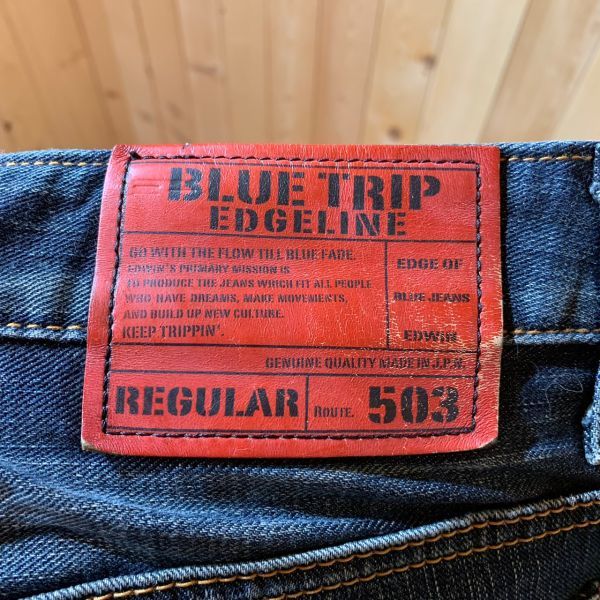 BLUE TRIP
EDGELINE
GO WITH THE FLOW TILL BLUE FADE.
EDWIN'S PRIMARY MISSION IS
TO PRODUCE THE JEANS WHICH FIT ALL PEOPLE
WHO HAVE DREAMS, MAKE MOVEMENTS,
AND BUILD UP NEW CULTURE.
KEEP TRIPPIN'.
EDGE OF
BLUE JEANS
EDWIN
GENUINE QUALITY MADE IN J.P.N.
REGULAR
ROUTE. 503